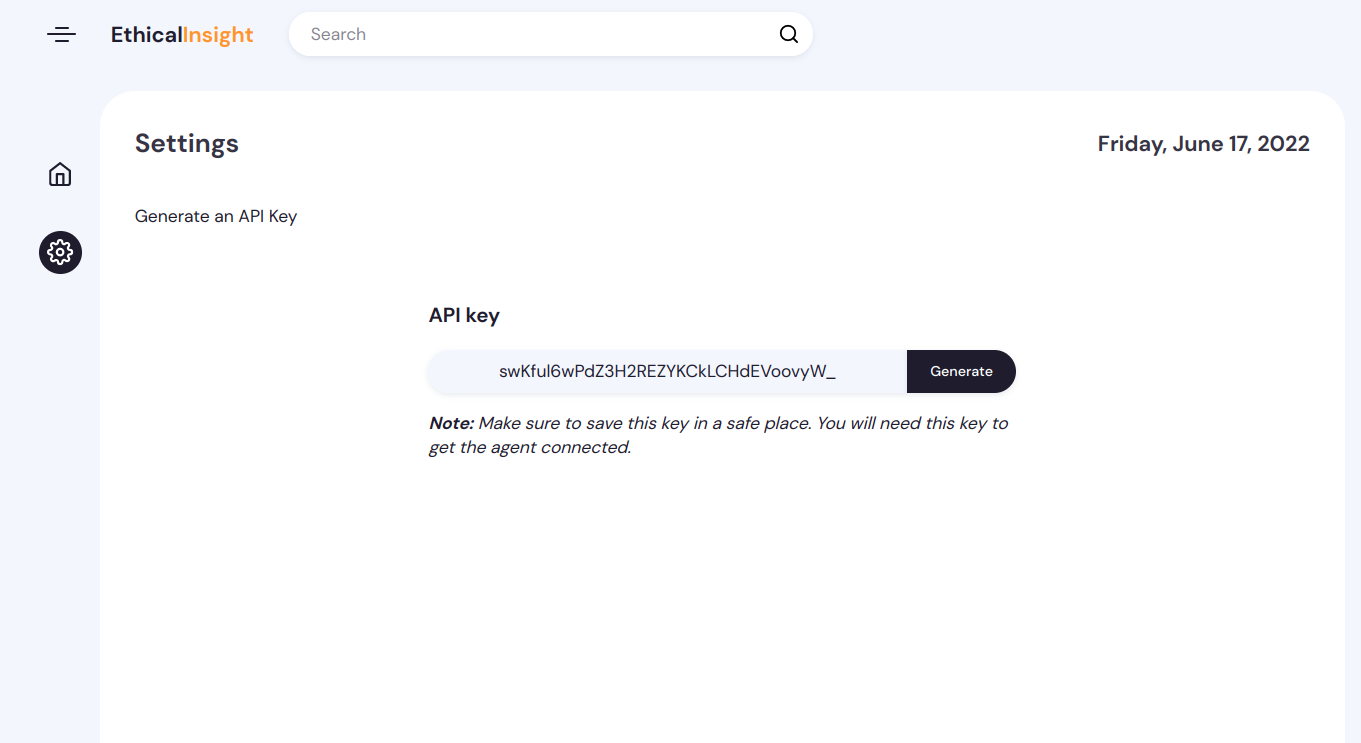 EthicalInsight
Search
Settings
Friday, June 17, 2022
Generate an API Key
API key
swKful6wPdZ3H2REZYKCkLCHdEVoovyW_
Generate
Note: Make sure to save this key in a safe place. You will need this key to
get the agent connected.